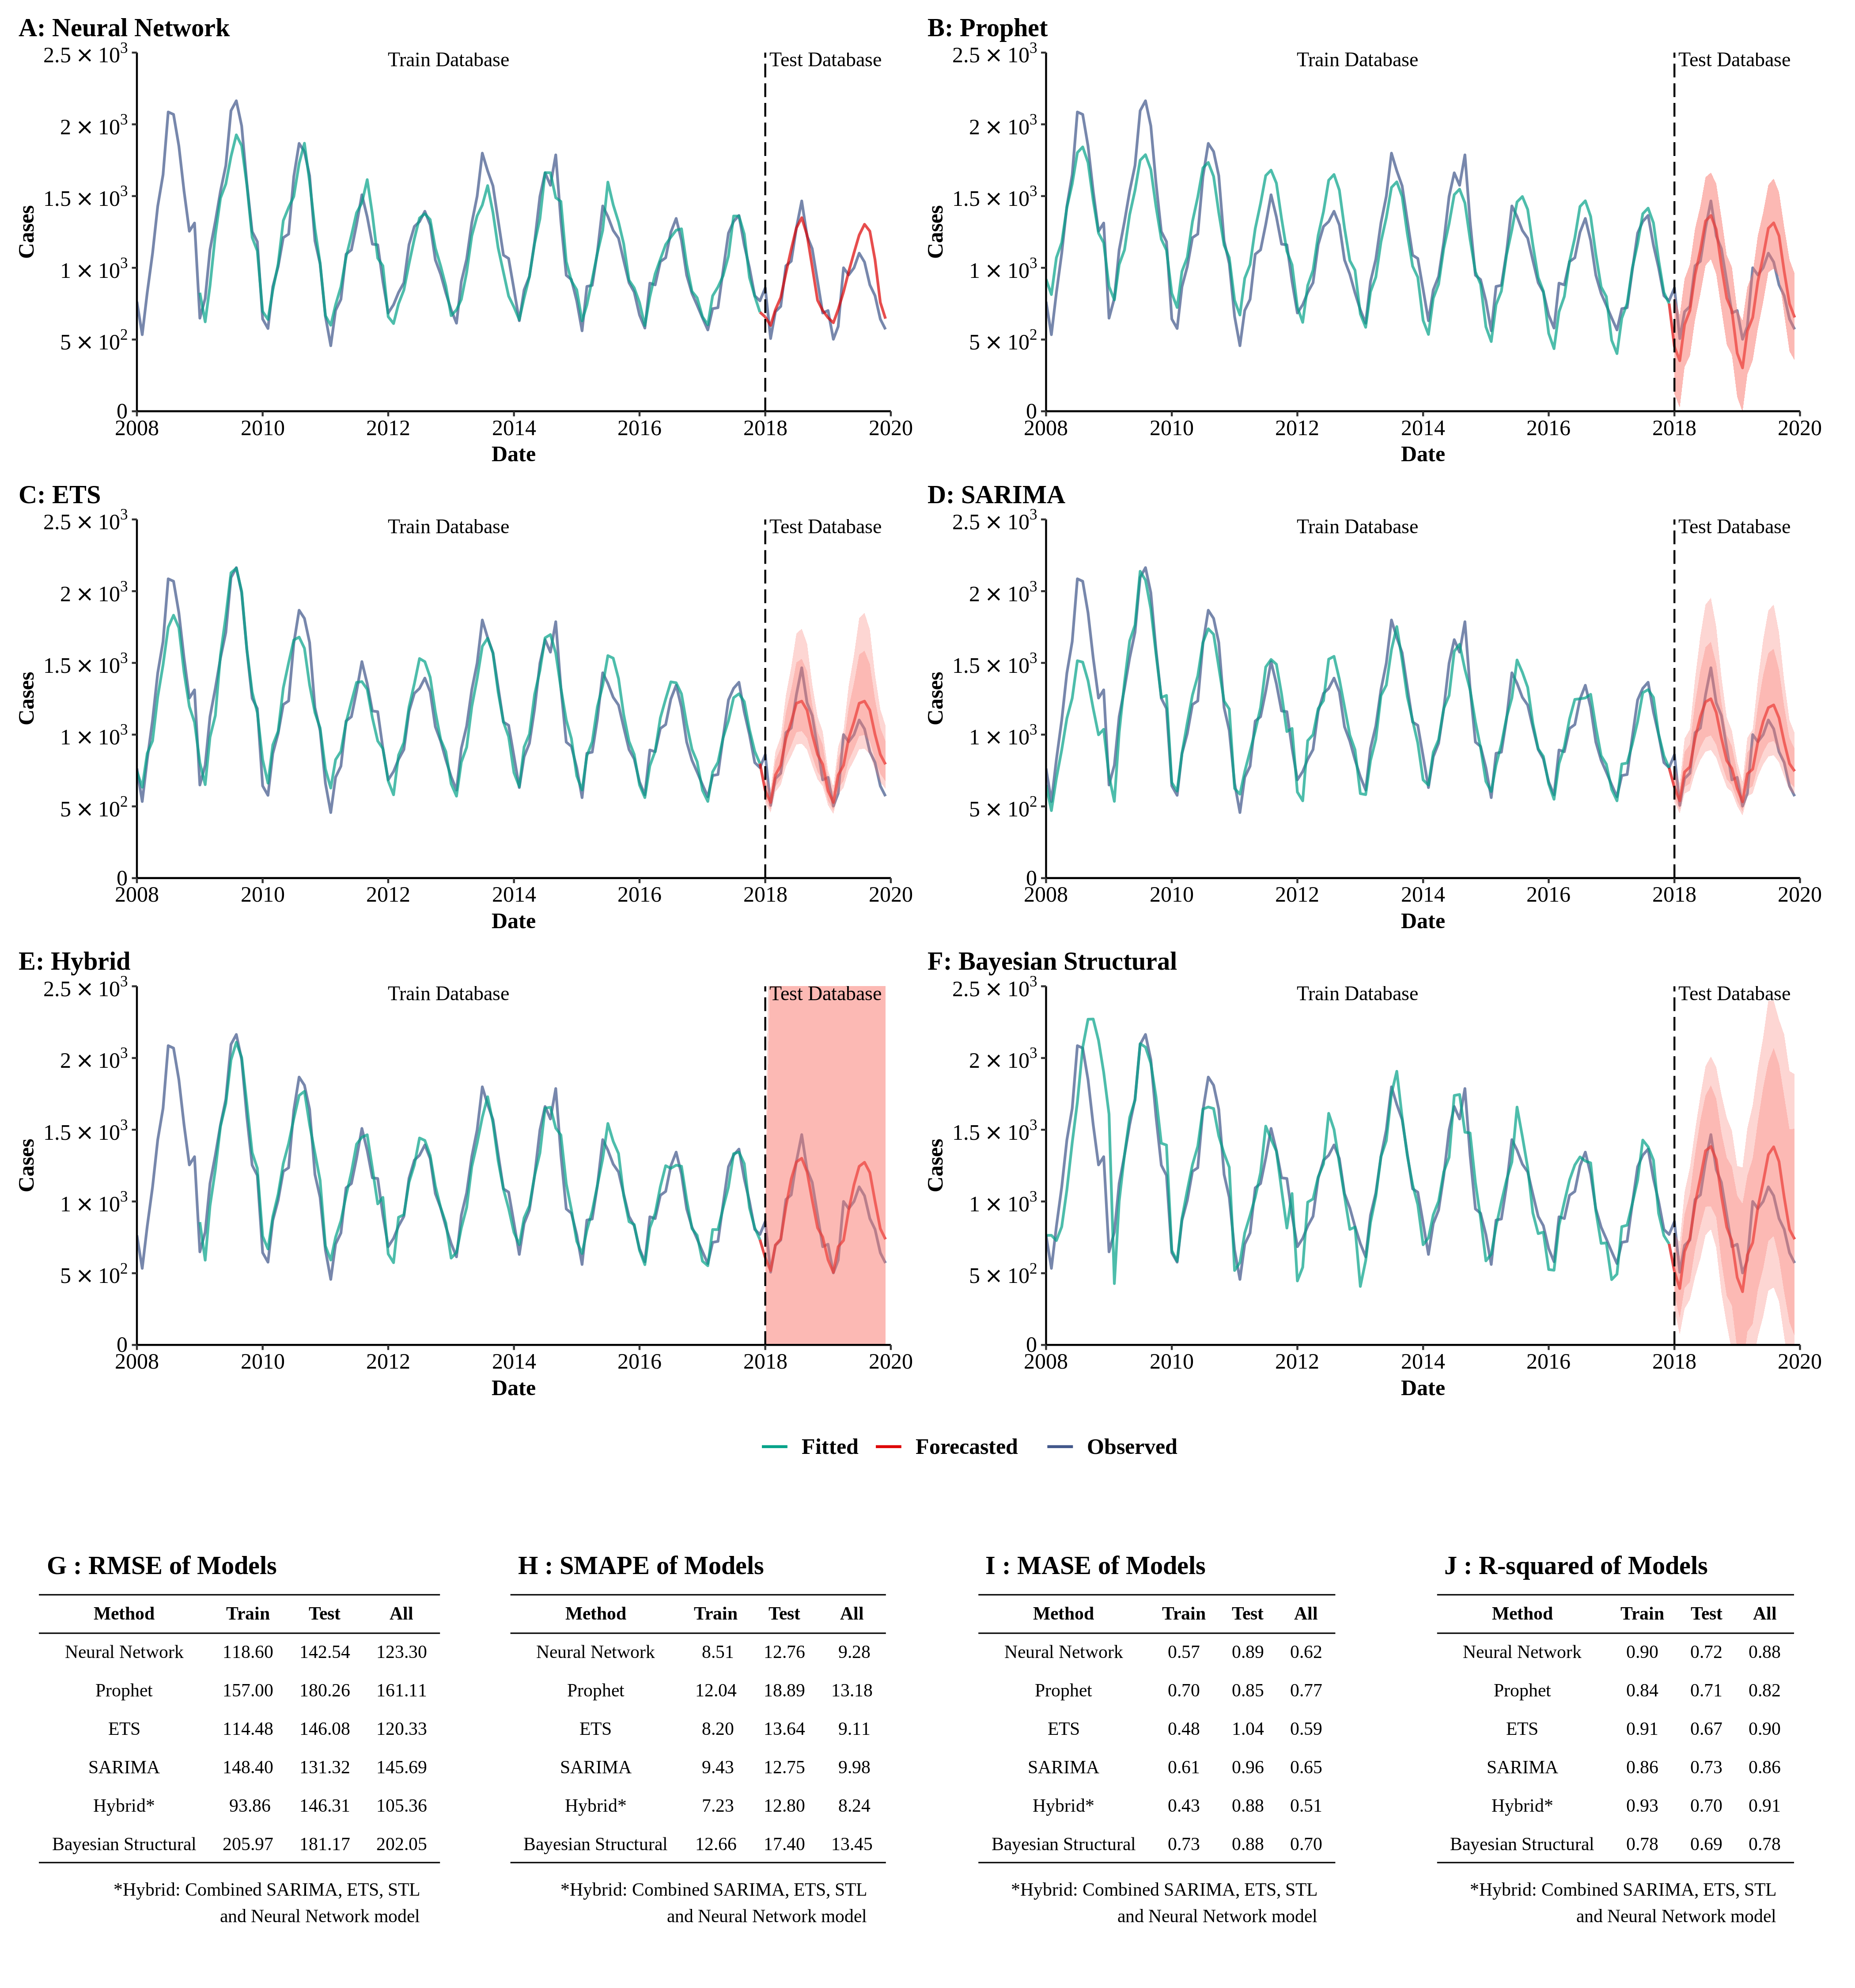 A: Neural Network
2.5 × 10³
2 × 10³
1.5 × 10³
1 × 10³
5 × 10²
0
Cases
Train Database
Test Database
2008 2010 2012 2014 2016 2018 2020
Date
B: Prophet
2.5 × 10³
2 × 10³
1.5 × 10³
1 × 10³
5 × 10²
0
Cases
Train Database
Test Database
2008 2010 2012 2014 2016 2018 2020
Date
C: ETS
2.5 × 10³
2 × 10³
1.5 × 10³
1 × 10³
5 × 10²
0
Cases
Train Database
Test Database
2008 2010 2012 2014 2016 2018 2020
Date
D: SARIMA
2.5 × 10³
2 × 10³
1.5 × 10³
1 × 10³
5 × 10²
0
Cases
Train Database
Test Database
2008 2010 2012 2014 2016 2018 2020
Date
E: Hybrid
2.5 × 10³
2 × 10³
1.5 × 10³
1 × 10³
5 × 10²
0
Cases
Train Database
Test Database
2008 2010 2012 2014 2016 2018 2020
Date
F: Bayesian Structural
2.5 × 10³
2 × 10³
1.5 × 10³
1 × 10³
5 × 10²
0
Cases
Train Database
Test Database
2008 2010 2012 2014 2016 2018 2020
Date
Fitted Forecasted Observed
G : RMSE of Models
Method Train Test All
Neural Network 118.60 142.54 123.30
Prophet 157.00 180.26 161.11
ETS 114.48 146.08 120.33
SARIMA 148.40 131.32 145.69
Hybrid* 93.86 146.31 105.36
Bayesian Structural 205.97 181.17 202.05
*Hybrid: Combined SARIMA, ETS, STL
and Neural Network model
H : SMAPE of Models
Method Train Test All
Neural Network 8.51 12.76 9.28
Prophet 12.04 18.89 13.18
ETS 8.20 13.64 9.11
SARIMA 9.43 12.75 9.98
Hybrid* 7.23 12.80 8.24
Bayesian Structural 12.66 17.40 13.45
*Hybrid: Combined SARIMA, ETS, STL
and Neural Network model
I : MASE of Models
Method Train Test All
Neural Network 0.57 0.89 0.62
Prophet 0.70 0.85 0.77
ETS 0.48 1.04 0.59
SARIMA 0.61 0.96 0.65
Hybrid* 0.43 0.88 0.51
Bayesian Structural 0.73 0.88 0.70
*Hybrid: Combined SARIMA, ETS, STL
and Neural Network model
J : R-squared of Models
Method Train Test All
Neural Network 0.90 0.72 0.88
Prophet 0.84 0.71 0.82
ETS 0.91 0.67 0.90
SARIMA 0.86 0.73 0.86
Hybrid* 0.93 0.70 0.91
Bayesian Structural 0.78 0.69 0.78
*Hybrid: Combined SARIMA, ETS, STL
and Neural Network model